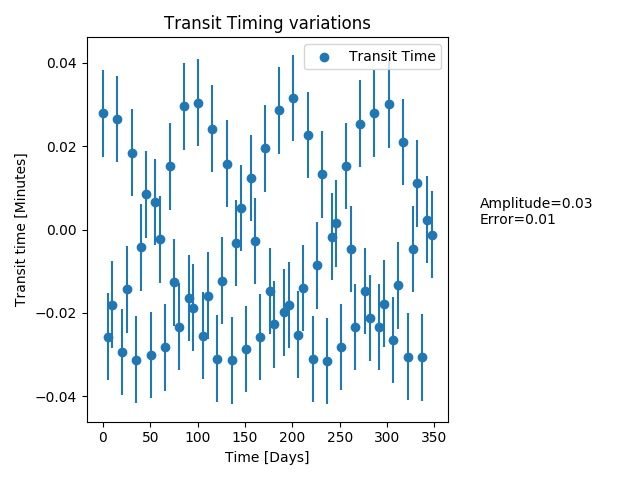 Transit Timing variations
Transit Time
0.04
0.02
0.00
−0.02
−0.04
Transit time [Minutes]
0 50 100 150 200 250 300 350
Time [Days]
Amplitude=0.03
Error=0.01